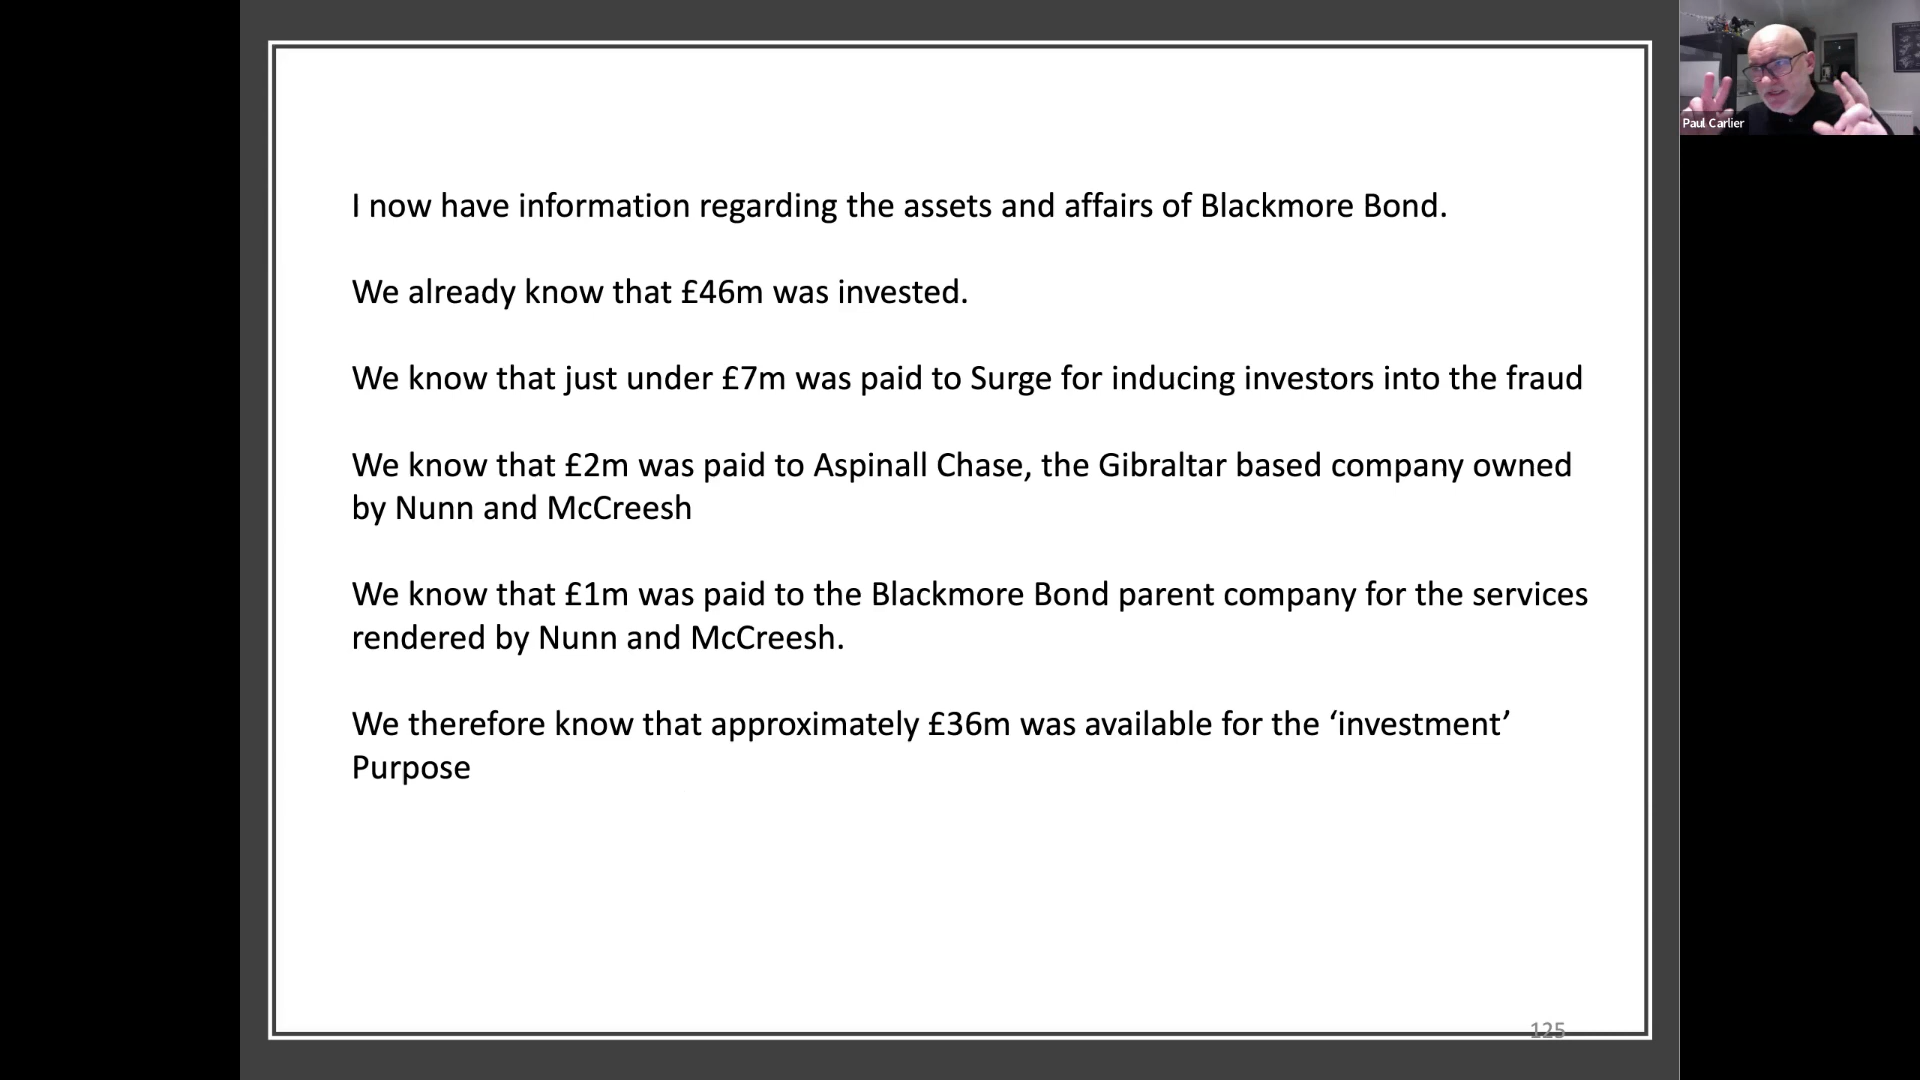 I now have information regarding the assets and affairs of Blackmore Bond.
We already know that £46m was invested.
We know that just under £7m was paid to Surge for inducing investors into the fraud
We know that £2m was paid to Aspinall Chase, the Gibraltar based company owned
by Nunn and McCreesh
We know that £1m was paid to the Blackmore Bond parent company for the services
rendered by Nunn and McCreesh.
We therefore know that approximately £36m was available for the ‘investment’
Purpose
125
Paul Carlier